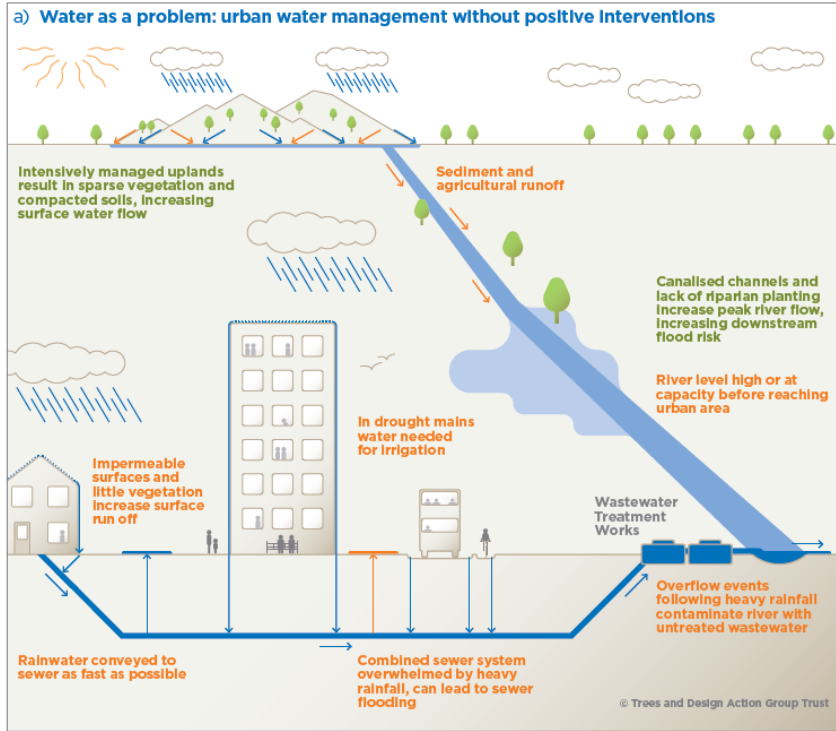 a) Water as a problem: urban water management without positive interventions
Intensively managed uplands
result in sparse vegetation and
compacted soils, increasing
surface water flow
Sediment and
agricultural runoff
Canalised channels and
lack of riparian planting
increase peak river flow,
increasing downstream
flood risk
River level high or at
capacity before reaching
urban area
In drought mains
water needed
for irrigation
Impermeable
surfaces and
little vegetation
increase surface
run off
Wastewater
Treatment
Works
Overflow events
following heavy rainfall
contaminate river with
untreated wastewater
Rainwater conveyed to
sewer as fast as possible
Combined sewer system
overwhelmed by heavy
rainfall, can lead to sewer
flooding
© Trees and Design Action Group Trust